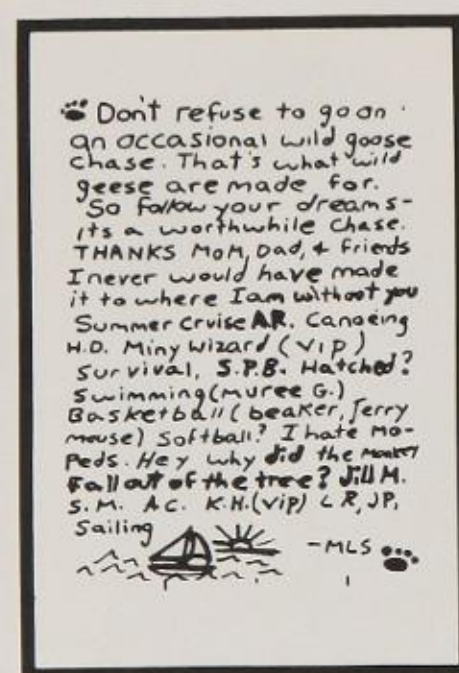 Don't refuse to go on
an occasional wild goose
chase. That's what wild
geese are made for.
So follow your dreams-
its a worthwhile chase.
THANKS MOM, Dad, & friends
I never would have made
it to where I am without you
Summer cruise AR. Canoeing
H.D. Miny Wizard (VIP)
Survival, S.P.B. Hatched?
Swimming (muree G.)
Basketball (beaker, Jerry
mouse) Softball? I hate mo-
peds. Hey why did the monkey
Fall out of the tree? Jill M.
S.M. A.C. K.H. (vip) L R, JP,
Sailing
-MLS